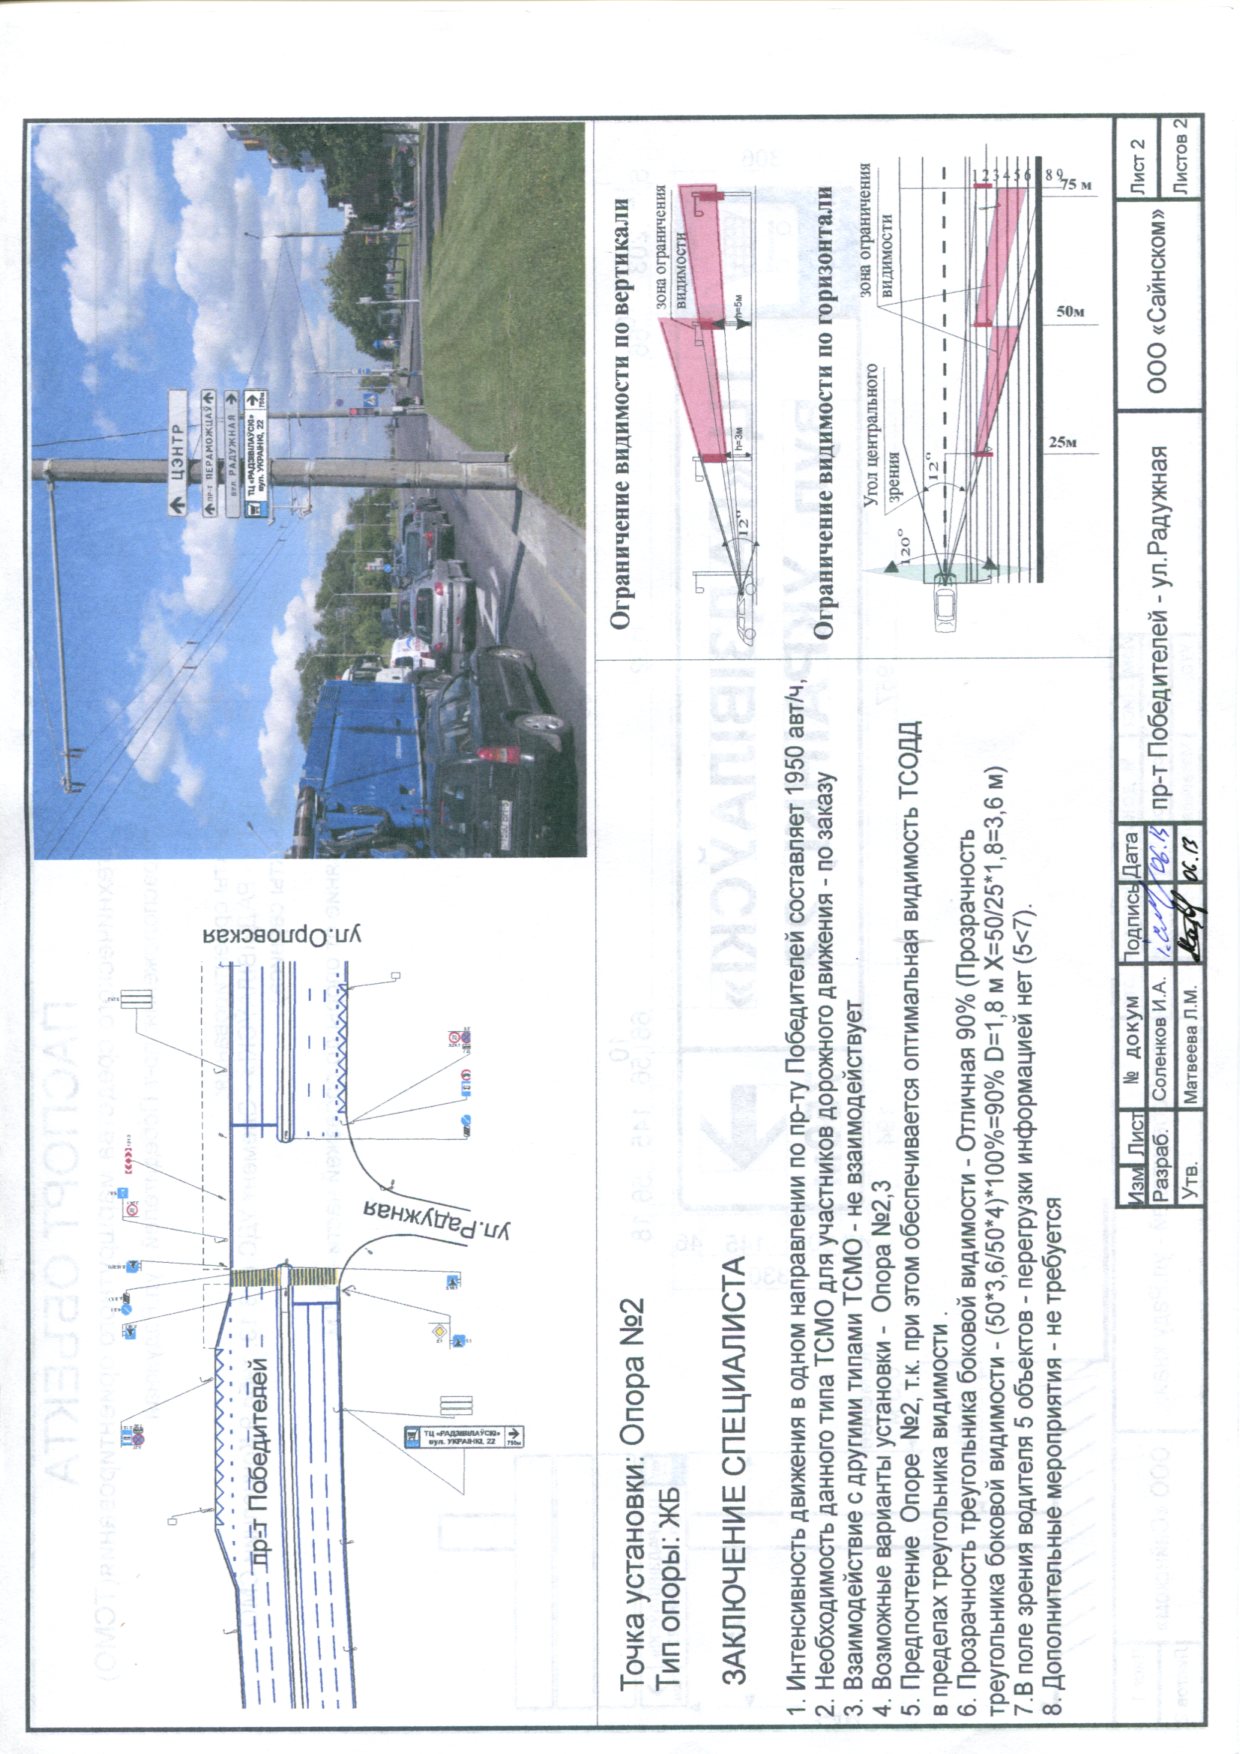 ул.Орловская
пр-т Победителей
ул.Радужная
ТЦ «РАДЗІВІЛАЎСКІ»
вул. УКРАІНКІ, 22
750м
ЦЭНТР
ПР-Т ПЕРАМОЖЦАЎ
ВУЛ. РАДУЖНАЯ
ТЦ «РАДЗІВІЛАЎСКІ»
вул. УКРАІНКІ, 22
750м
Точка установки: Опора №2
Тип опоры: ЖБ
ЗАКЛЮЧЕНИЕ СПЕЦИАЛИСТА
1. Интенсивность движения в одном направлении по пр-ту Победителей составляет 1950 авт/ч,
2. Необходимость данного типа ТСМО для участников дорожного движения - по заказу
3. Взаимодействие с другими типами ТСМО - не взаимодействует
4. Возможные варианты установки - Опора №2,3
5. Предпочтение Опоре №2, т.к. при этом обеспечивается оптимальная видимость ТСОДД
в пределах треугольника видимости .
6. Прозрачность треугольника боковой видимости - Отличная 90% (Прозрачность
треугольника боковой видимости - (50*3,6/50*4)*100%=90% D=1,8 м X=50/25*1,8=3,6 м)
7.В поле зрения водителя 5 объектов - перегрузки информацией нет (5<7).
8. Дополнительные мероприятия - не требуется
Ограничение видимости по вертикали
зона ограничения
видимости
12°
h=3м
h=5м
Ограничение видимости по горизонтали
Угол центрального
зрения
зона ограничения
видимости
120°
12°
1 2 3 4 5 6 8 9
25м
50м
75 м
Изм Лист № докум Подпись Дата
Разраб. Соленков И.А. 06.13
Утв. Матвеева Л.М. 06.13
пр-т Победителей - ул.Радужная
ООО «Сайнском»
Лист 2
Листов 2